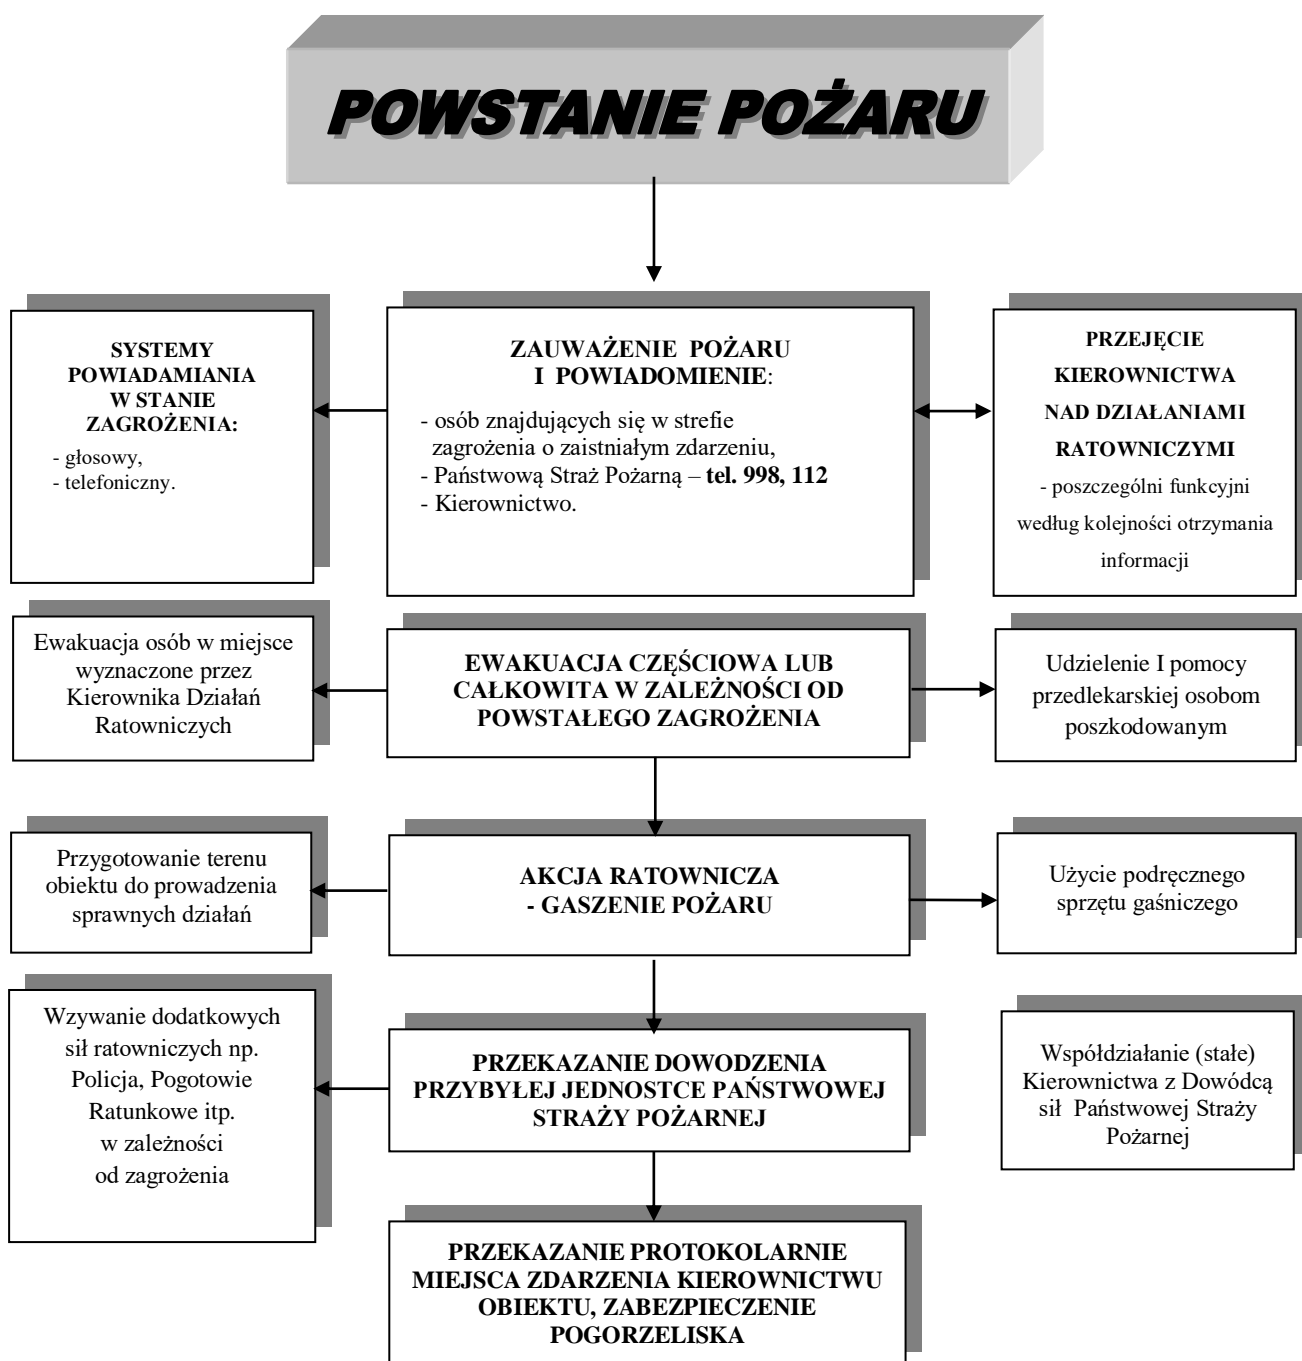 POWSTANIE POŻARU
SYSTEMY
POWIADAMIANIA
W STANIE
ZAGROŻENIA:
- głosowy,
- telefoniczny.
ZAUWAŻENIE POŻARU
I POWIADOMIENIE:
- osób znajdujących się w strefie
zagrożenia o zaistniałym zdarzeniu,
- Państwową Straż Pożarną – tel. 998, 112
- Kierownictwo.
PRZEJĘCIE
KIEROWNICTWA
NAD DZIAŁANIAMI
RATOWNICZYMI
- poszczególni funkcyjni
według kolejności otrzymania
informacji
Ewakuacja osób w miejsce
wyznaczone przez
Kierownika Działań
Ratowniczych
EWAKUACJA CZĘŚCIOWA LUB
CAŁKOWITA W ZALEŻNOŚCI OD
POWSTAŁEGO ZAGROŻENIA
Udzielenie I pomocy
przedlekarskiej osobom
poszkodowanym
Przygotowanie terenu
obiektu do prowadzenia
sprawnych działań
AKCJA RATOWNICZA
- GASZENIE POŻARU
Użycie podręcznego
sprzętu gaśniczego
Wzywanie dodatkowych
sił ratowniczych np.
Policja, Pogotowie
Ratunkowe itp.
w zależności
od zagrożenia
PRZEKAZANIE DOWODZENIA
PRZYBYŁEJ JEDNOSTCE PAŃSTWOWEJ
STRAŻY POŻARNEJ
Współdziałanie (stałe)
Kierownictwa z Dowódcą
sił Państwowej Straży
Pożarnej
PRZEKAZANIE PROTOKOLARNIE
MIEJSCA ZDARZENIA KIEROWNICTWU
OBIEKTU, ZABEZPIECZENIE
POGORZELISKA